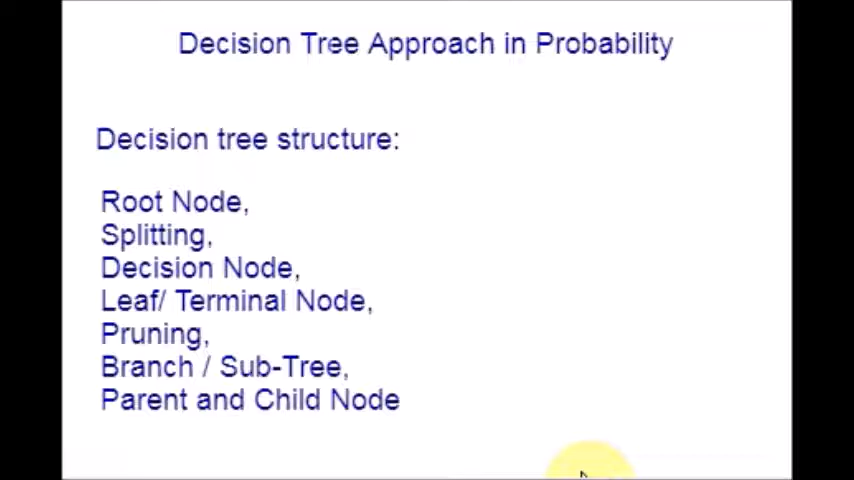 Decision Tree Approach in Probability
Decision tree structure:
Root Node,
Splitting,
Decision Node,
Leaf/ Terminal Node,
Pruning,
Branch / Sub-Tree,
Parent and Child Node